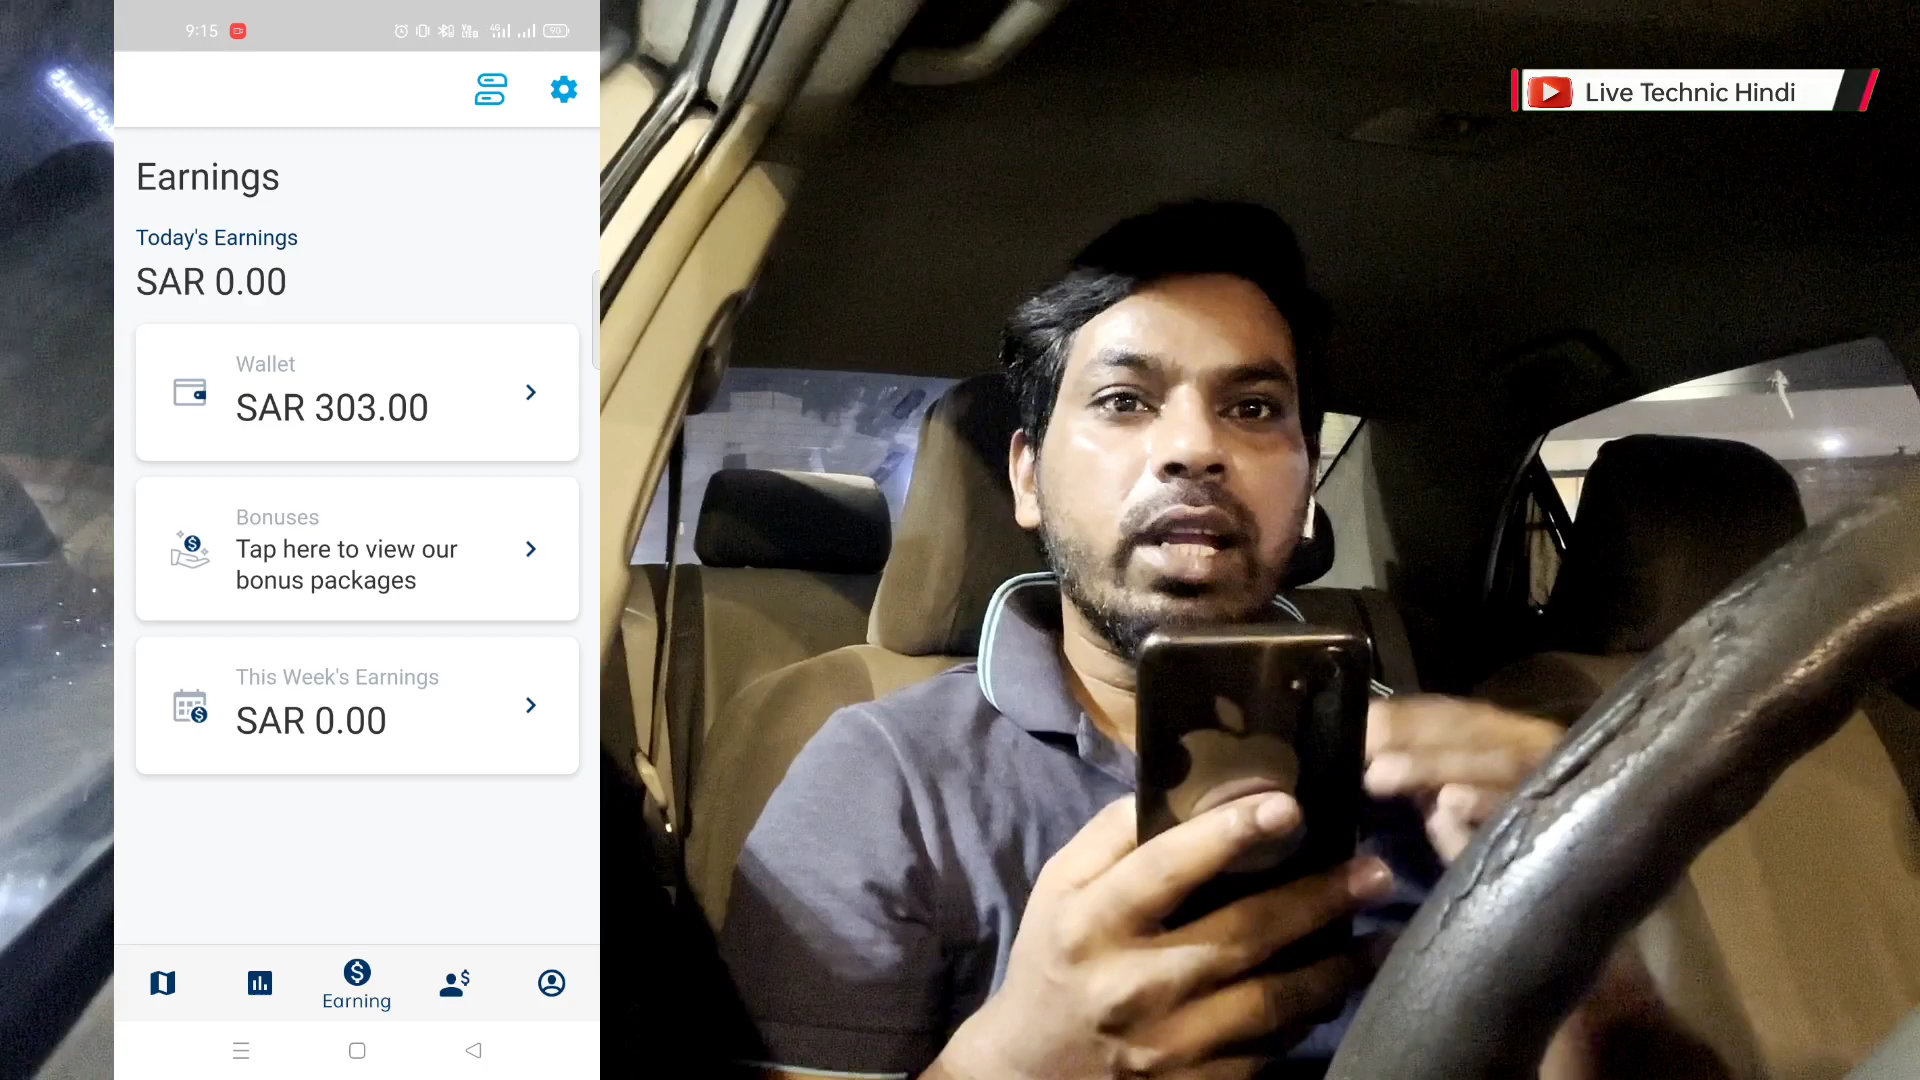 9:15
90
Earnings
Today's Earnings
SAR 0.00
Wallet
SAR 303.00
Bonuses
Tap here to view our
bonus packages
This Week's Earnings
SAR 0.00
Earning
Live Technic Hindi